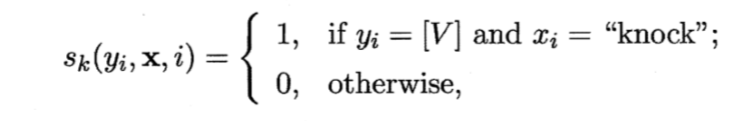 s_k(y_i, x, i) = { 1, if y_i = [V] and x_i = “knock”;
0, otherwise,